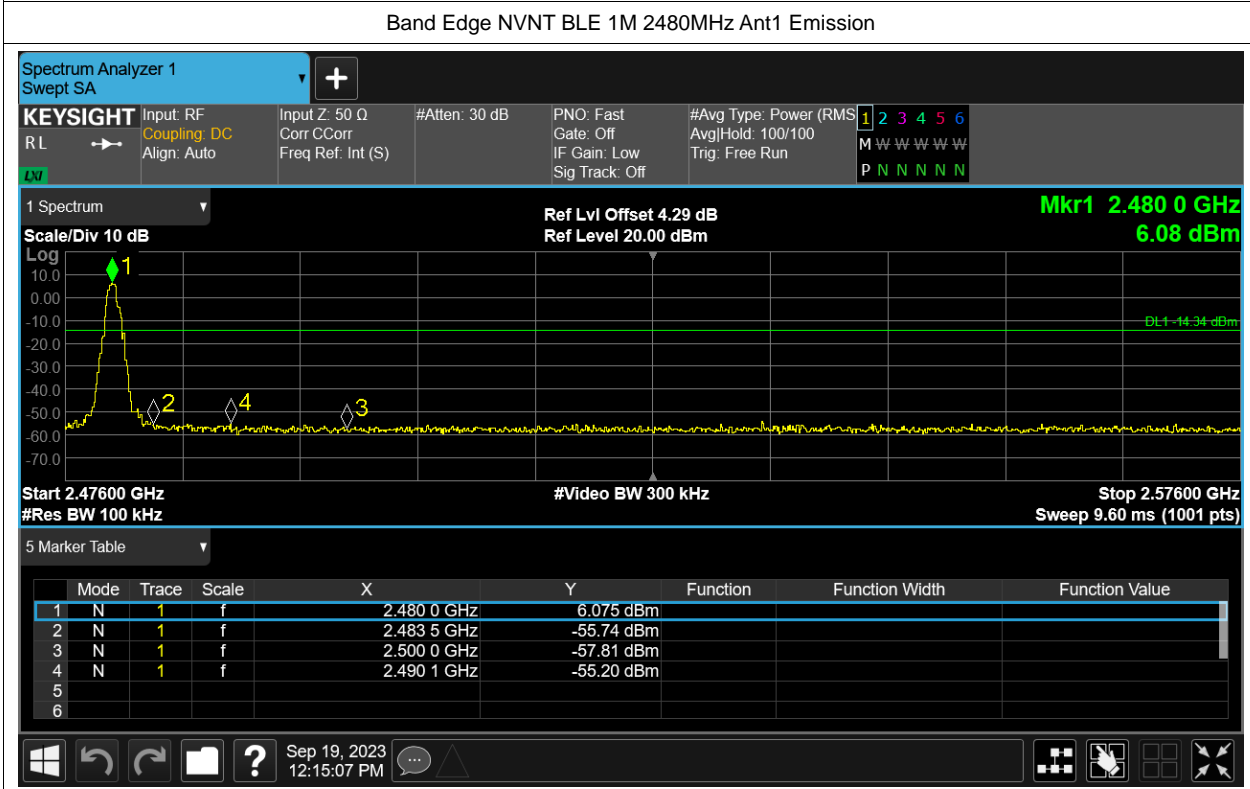 Band Edge NVNT BLE 1M 2480MHz Ant1 Emission
Spectrum Analyzer 1
Swept SA
KEYSIGHT
RL
LXI
Input: RF
Coupling: DC
Align: Auto
Input Z: 50 Ω
Corr CCorr
Freq Ref: Int (S)
#Atten: 30 dB
PNO: Fast
Gate: Off
IF Gain: Low
Sig Track: Off
#Avg Type: Power (RMS
Avg|Hold: 100/100
Trig: Free Run
1 2 3 4 5 6
M W W W W W
P N N N N N
1 Spectrum
Scale/Div 10 dB
Log
Ref Lvl Offset 4.29 dB
Ref Level 20.00 dBm
Mkr1 2.480 0 GHz
6.08 dBm
10.0
0.00
-10.0
-20.0
-30.0
-40.0
-50.0
-60.0
-70.0
1
2
4
3
DL1 -14.34 dBm
Start 2.47600 GHz
#Res BW 100 kHz
#Video BW 300 kHz
Stop 2.57600 GHz
Sweep 9.60 ms (1001 pts)
5 Marker Table
Mode Trace Scale X Y Function Function Width Function Value
1 N 1 f 2.480 0 GHz 6.075 dBm
2 N 1 f 2.483 5 GHz -55.74 dBm
3 N 1 f 2.500 0 GHz -57.81 dBm
4 N 1 f 2.490 1 GHz -55.20 dBm
5
6
?
Sep 19, 2023
12:15:07 PM